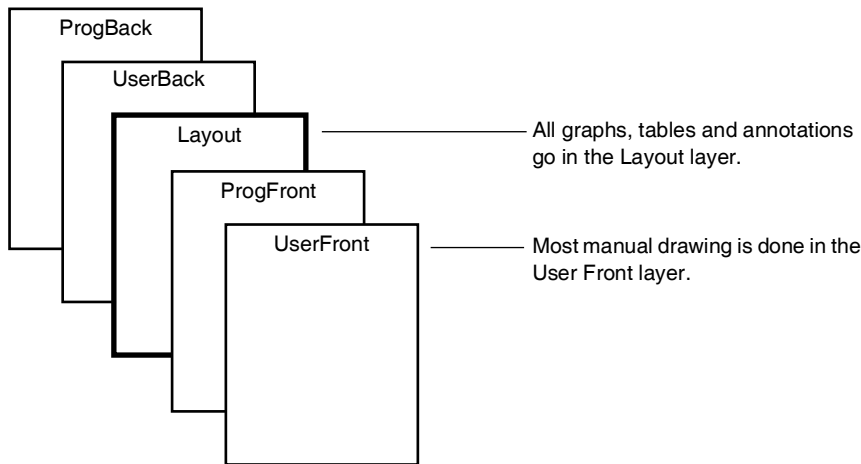 ProgBack
UserBack
Layout
All graphs, tables and annotations
go in the Layout layer.
ProgFront
UserFront
Most manual drawing is done in the
User Front layer.